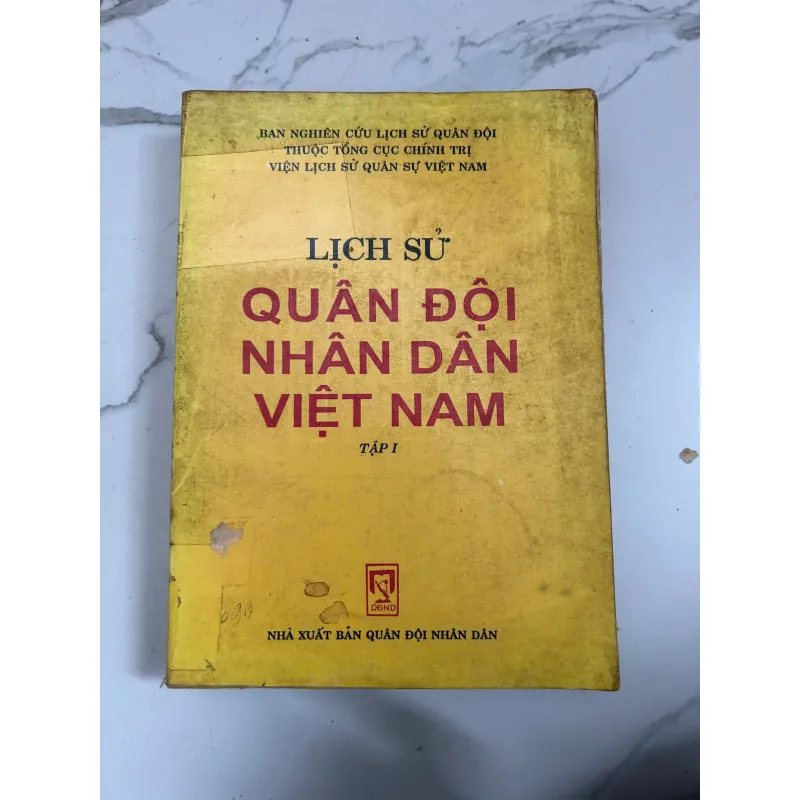 BAN NGHIÊN CỨU LỊCH SỬ QUÂN ĐỘI
THUỘC TỔNG CỤC CHÍNH TRỊ
VIỆN LỊCH SỬ QUÂN SỰ VIỆT NAM
LỊCH SỬ
QUÂN ĐỘI
NHÂN DÂN
VIỆT NAM
TẬP I
QĐND
NHÀ XUẤT BẢN QUÂN ĐỘI NHÂN DÂN